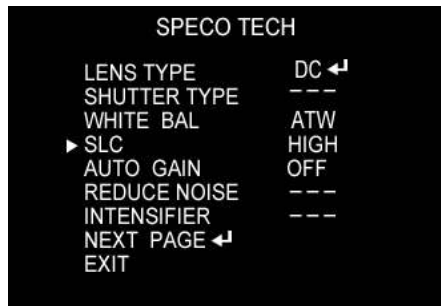 SPECO TECH
LENS TYPE DC ↵
SHUTTER TYPE ---
WHITE BAL ATW
▶ SLC HIGH
AUTO GAIN OFF
REDUCE NOISE ---
INTENSIFIER ---
NEXT PAGE ↵
EXIT